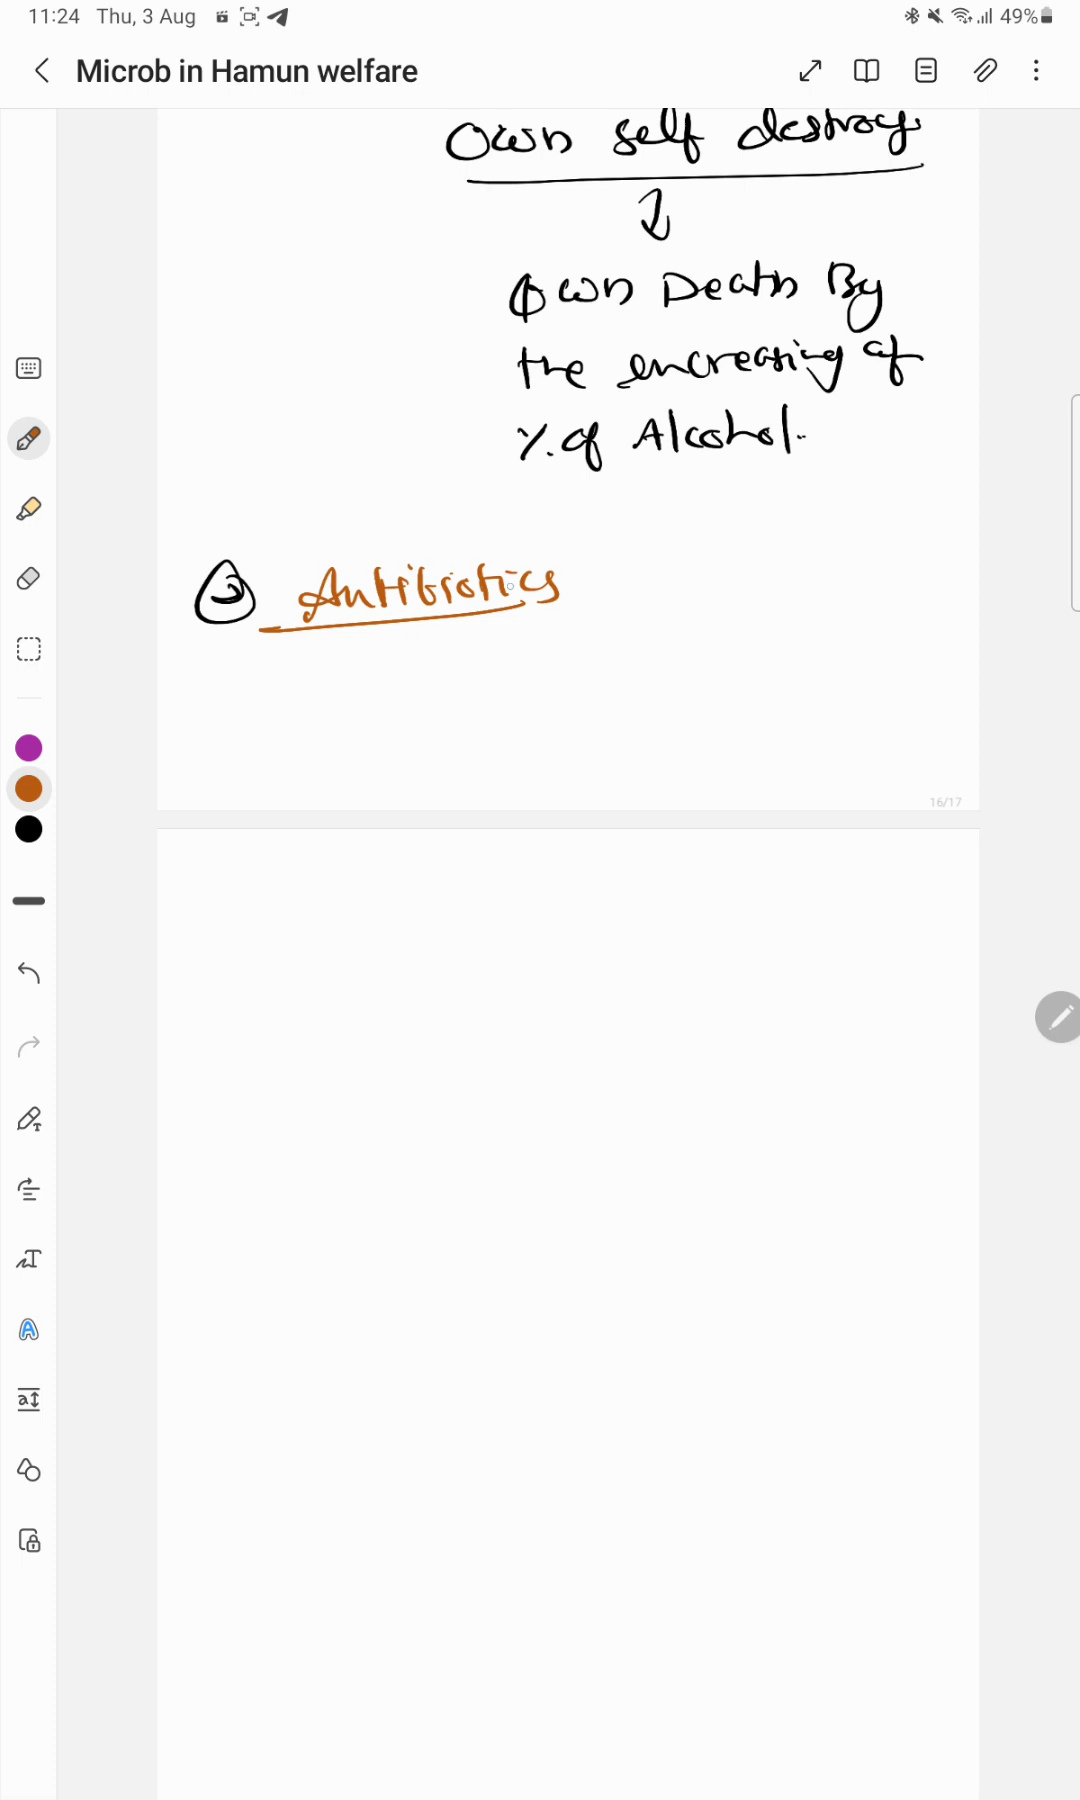 11:24 Thu, 3 Aug 49%
Microb in Hamun welfare
Own self destroy.
Own Death By
the encreasing of
%. of Alcohol.
Antibiotics
16/17